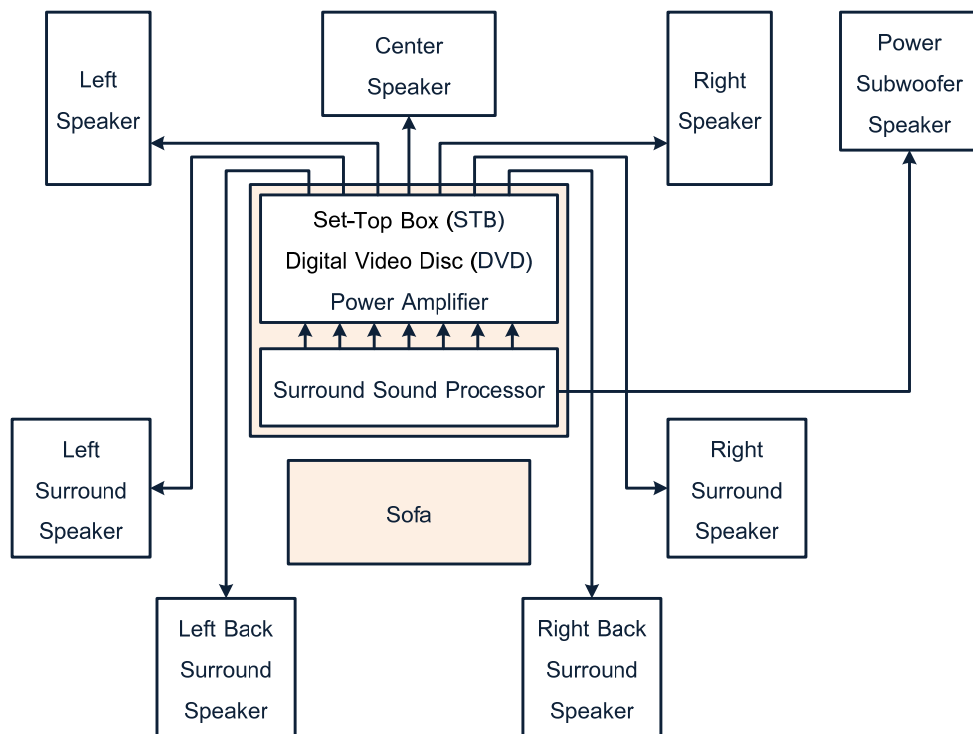 Left
Speaker
Center
Speaker
Right
Speaker
Power
Subwoofer
Speaker
Set-Top Box (STB)
Digital Video Disc (DVD)
Power Amplifier
Surround Sound Processor
Left
Surround
Speaker
Sofa
Right
Surround
Speaker
Left Back
Surround
Speaker
Right Back
Surround
Speaker